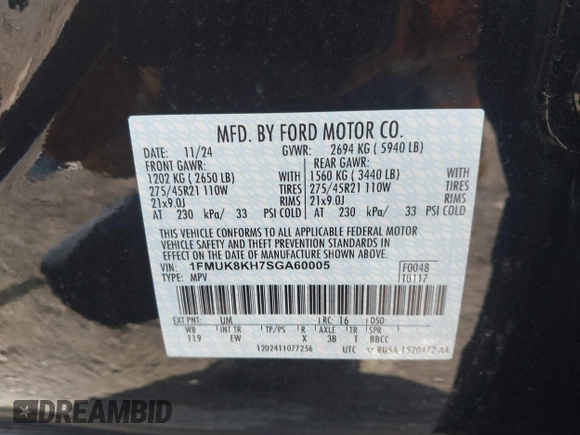 MFD. BY FORD MOTOR CO.
DATE: 11/24 GVWR: 2694 KG ( 5940 LB)
FRONT GAWR: REAR GAWR:
1202 KG ( 2650 LB) 1560 KG ( 3440 LB)
275/45R21 110W TIRES 275/45R21 110W TIRES
21x9.0J RIMS 21x9.0J RIMS
AT 230 kPa/ 33 PSI COLD AT 230 kPa/ 33 PSI COLD
THIS VEHICLE CONFORMS TO ALL APPLICABLE FEDERAL MOTOR
VEHICLE SAFETY AND BUMPER AND THEFT PREVENTION STANDARDS IN
EFFECT ON THE DATE OF MANUFACTURE SHOWN ABOVE.
VIN: 1FMUK8KH7SGA60005 F0048
TYPE: MPV T0117
EXT PNT: UM RC: 16 DSO:
WB INT TR TP/PS R AXLE TR SPR
119 EW X 3B T BBCC
1202411077256 UTC RU5A-1520472-AA
DREAMBID